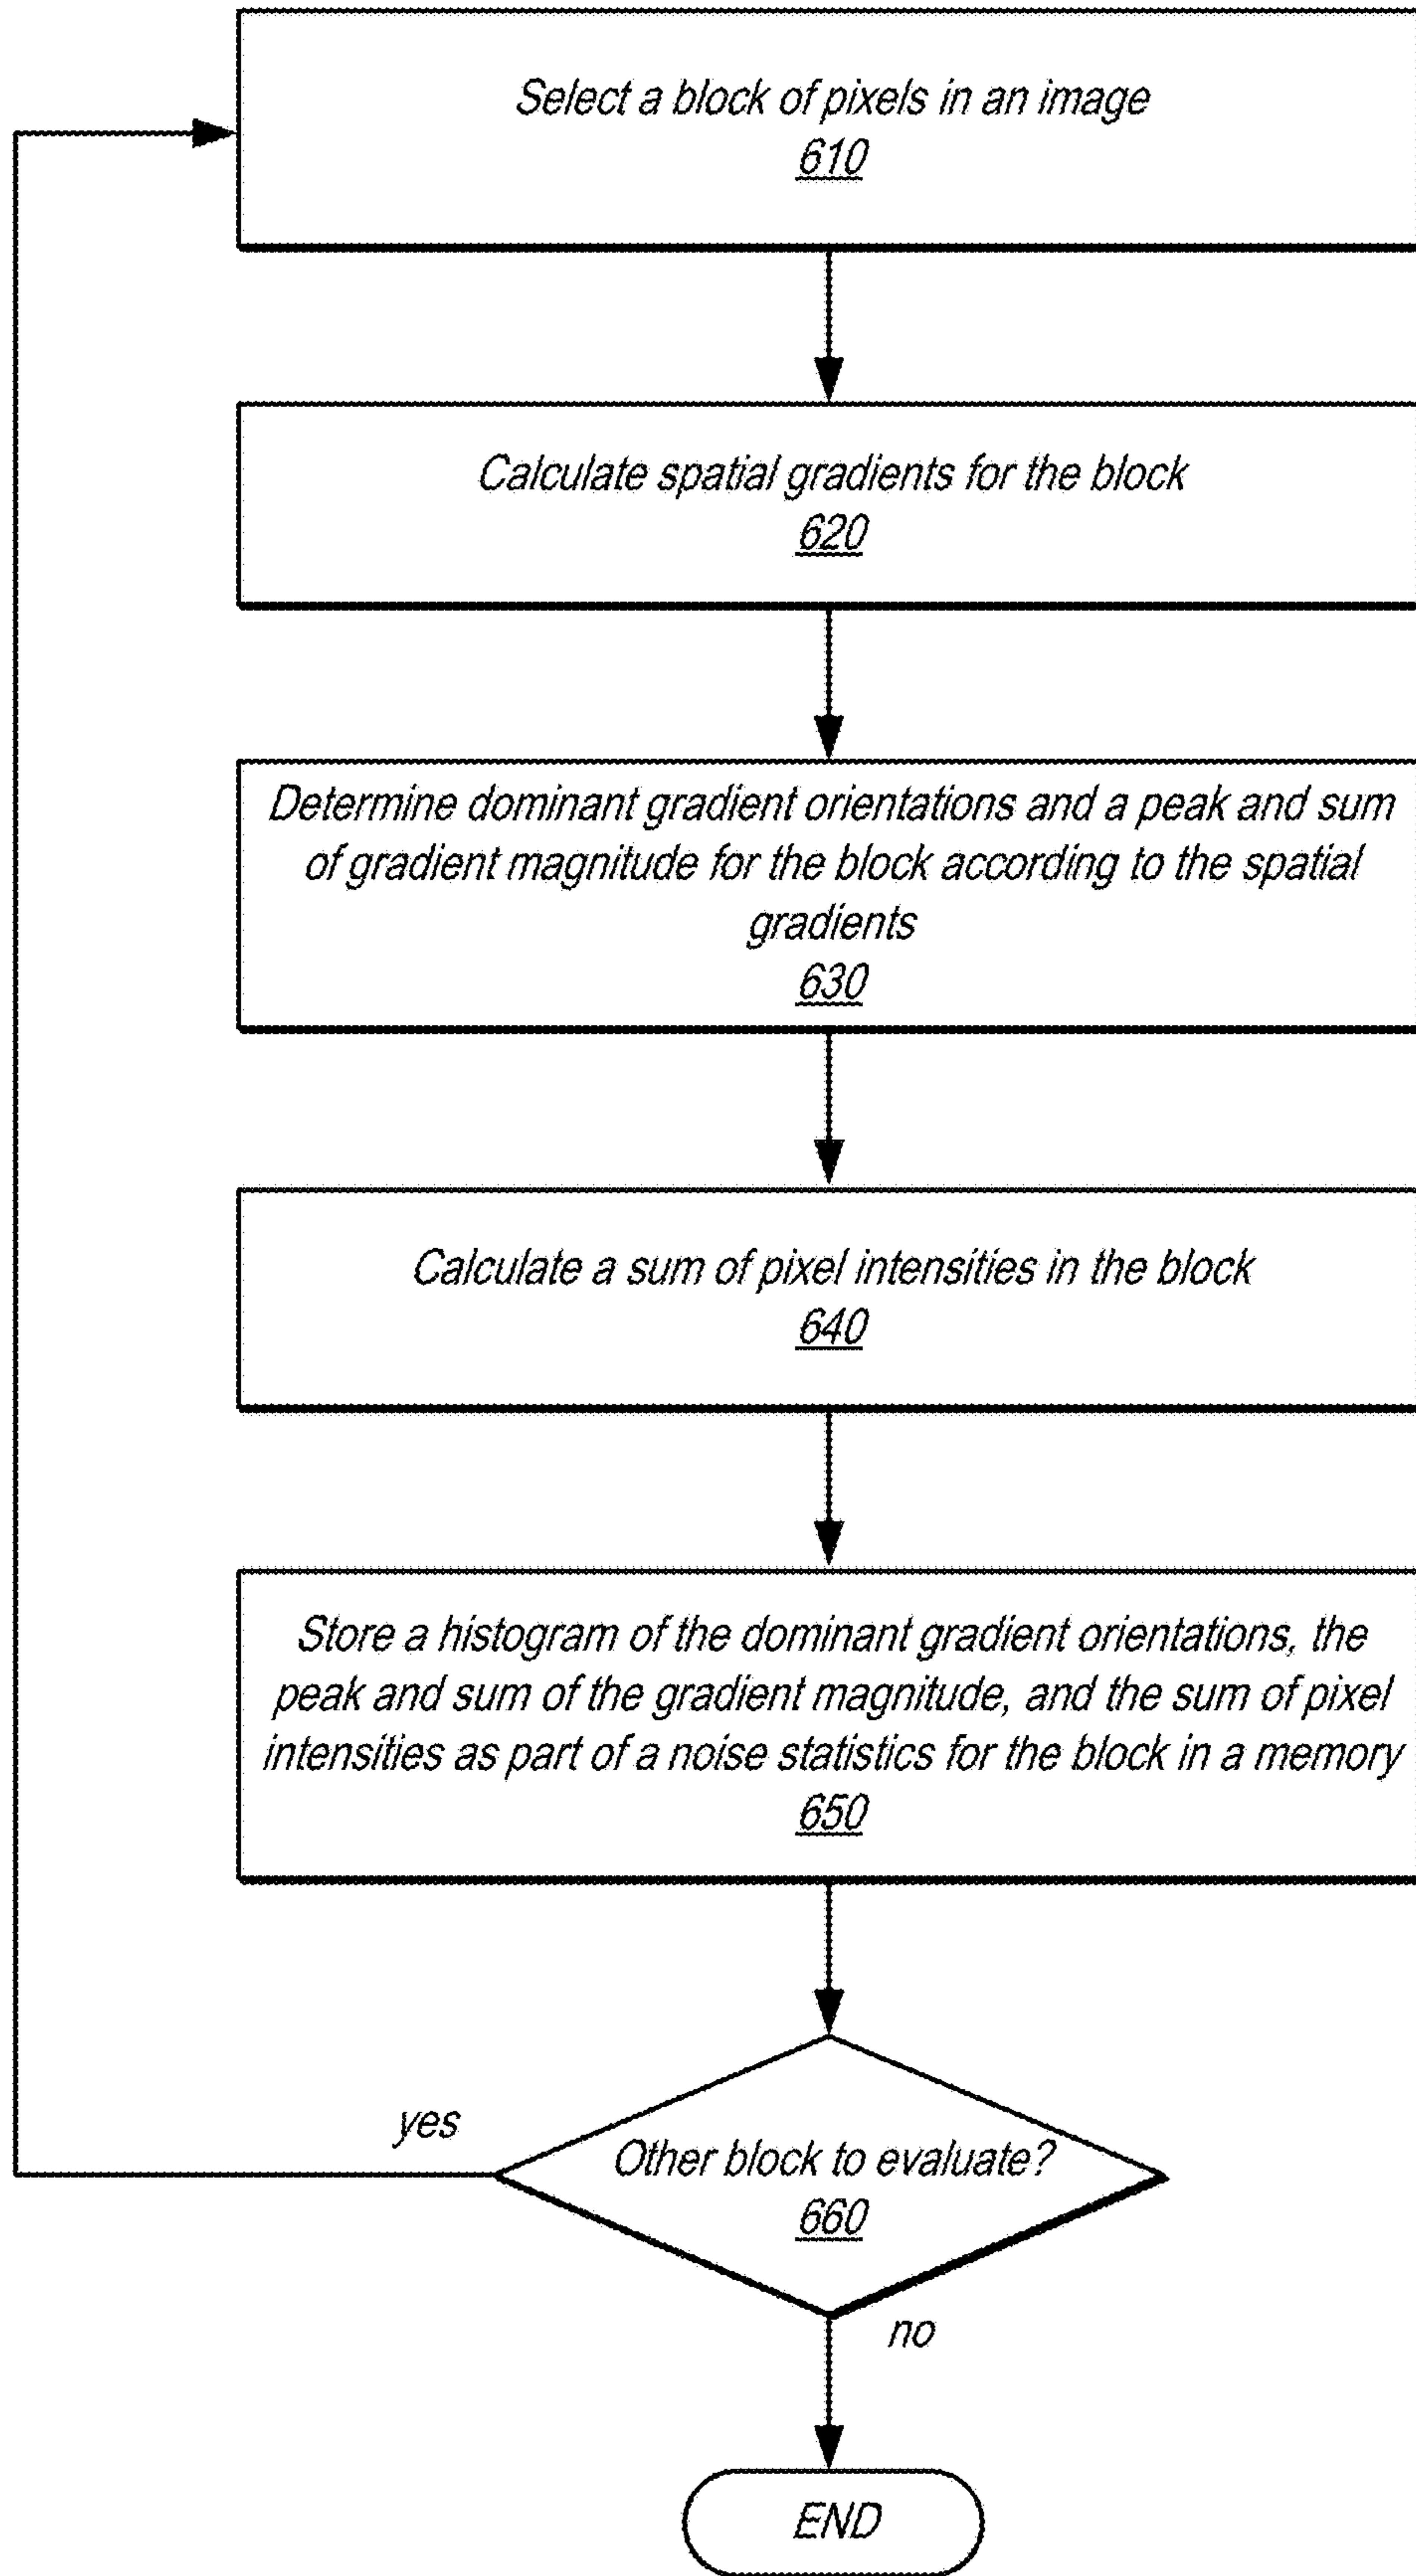 Select a block of pixels in an image
610
Calculate spatial gradients for the block
620
Determine dominant gradient orientations and a peak and sum
of gradient magnitude for the block according to the spatial
gradients
630
Calculate a sum of pixel intensities in the block
640
Store a histogram of the dominant gradient orientations, the
peak and sum of the gradient magnitude, and the sum of pixel
intensities as part of a noise statistics for the block in a memory
650
yes
Other block to evaluate?
660
no
END